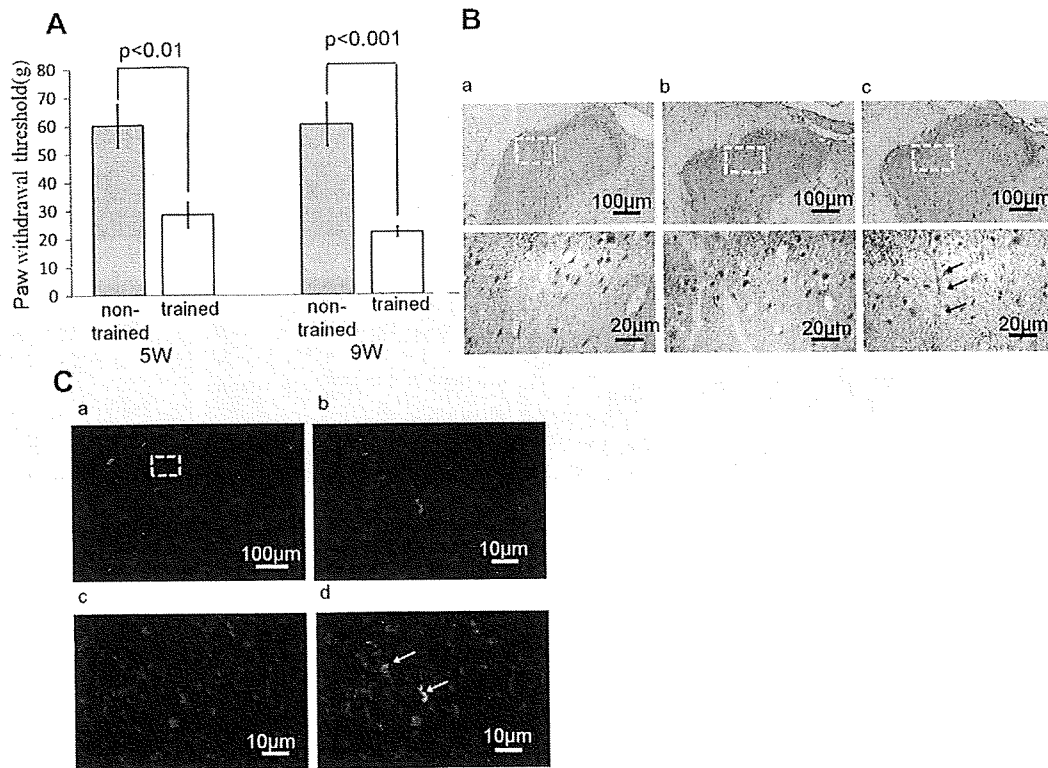 A
p<0.01
p<0.001
Paw withdrawal threshold(g)
80
70
60
50
40
30
20
10
0
non-trained
trained
non-trained
trained
5W
9W
B
a
b
c
100µm
100µm
100µm
20µm
20µm
20µm
C
a
b
100µm
10µm
c
d
10µm
10µm